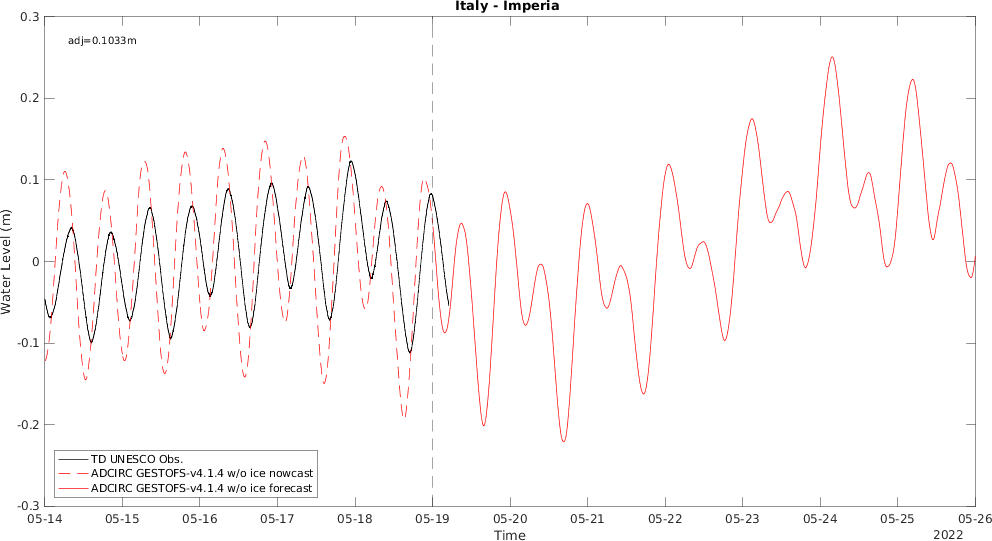 Italy - Imperia
adj=0.1033m
0.3
0.2
0.1
0
-0.1
-0.2
-0.3
Water Level (m)
TD UNESCO Obs.
ADCIRC GESTOFS-v4.1.4 w/o ice nowcast
ADCIRC GESTOFS-v4.1.4 w/o ice forecast
05-14 05-15 05-16 05-17 05-18 05-19 05-20 05-21 05-22 05-23 05-24 05-25 05-26
Time
2022